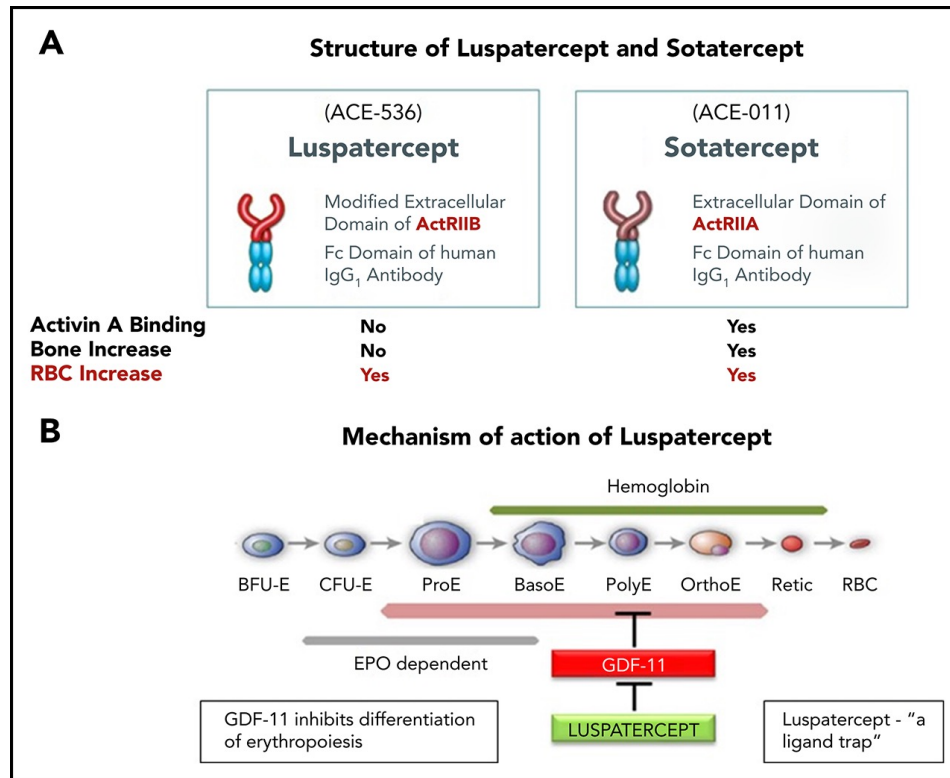 A
Structure of Luspatercept and Sotatercept
(ACE-536)
Luspatercept
Modified Extracellular
Domain of ActRIIB
Fc Domain of human
IgG1 Antibody
(ACE-011)
Sotatercept
Extracellular Domain of
ActRIIA
Fc Domain of human
IgG1 Antibody
Activin A Binding No Yes
Bone Increase No Yes
RBC Increase Yes Yes
B
Mechanism of action of Luspatercept
Hemoglobin
BFU-E CFU-E ProE BasoE PolyE OrthoE Retic RBC
EPO dependent
GDF-11
LUSPATERCEPT
GDF-11 inhibits differentiation
of erythropoiesis
Luspatercept - “a
ligand trap”